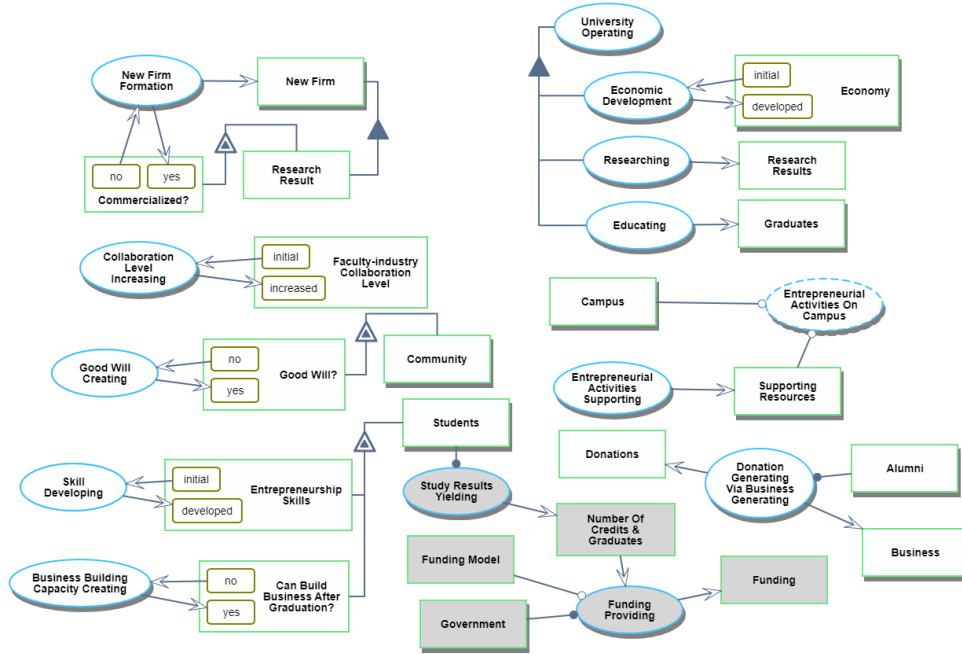 New Firm
Formation
New Firm
no
yes
Commercialized?
Research
Result
Collaboration
Level
Increasing
initial
increased
Faculty-industry
Collaboration
Level
Good Will
Creating
no
yes
Good Will?
Community
Students
Skill
Developing
initial
developed
Entrepreneurship
Skills
Business Building
Capacity Creating
no
yes
Can Build
Business After
Graduation?
University
Operating
Economic
Development
initial
developed
Economy
Researching
Research
Results
Educating
Graduates
Campus
Entrepreneurial
Activities On
Campus
Entrepreneurial
Activities
Supporting
Supporting
Resources
Donations
Donation
Generating
Via Business
Generating
Alumni
Business
Study Results
Yielding
Number Of
Credits &
Graduates
Funding Model
Government
Funding
Providing
Funding